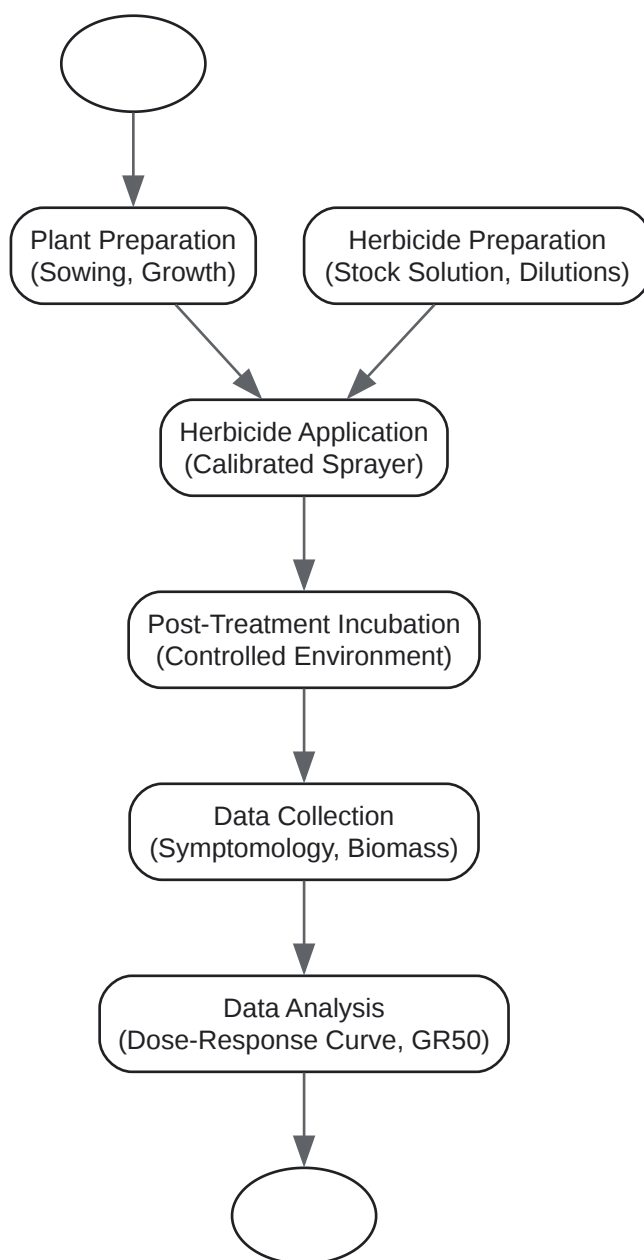 Plant Preparation
(Sowing, Growth)
Herbicide Preparation
(Stock Solution, Dilutions)
Herbicide Application
(Calibrated Sprayer)
Post-Treatment Incubation
(Controlled Environment)
Data Collection
(Symptomology, Biomass)
Data Analysis
(Dose-Response Curve, GR50)